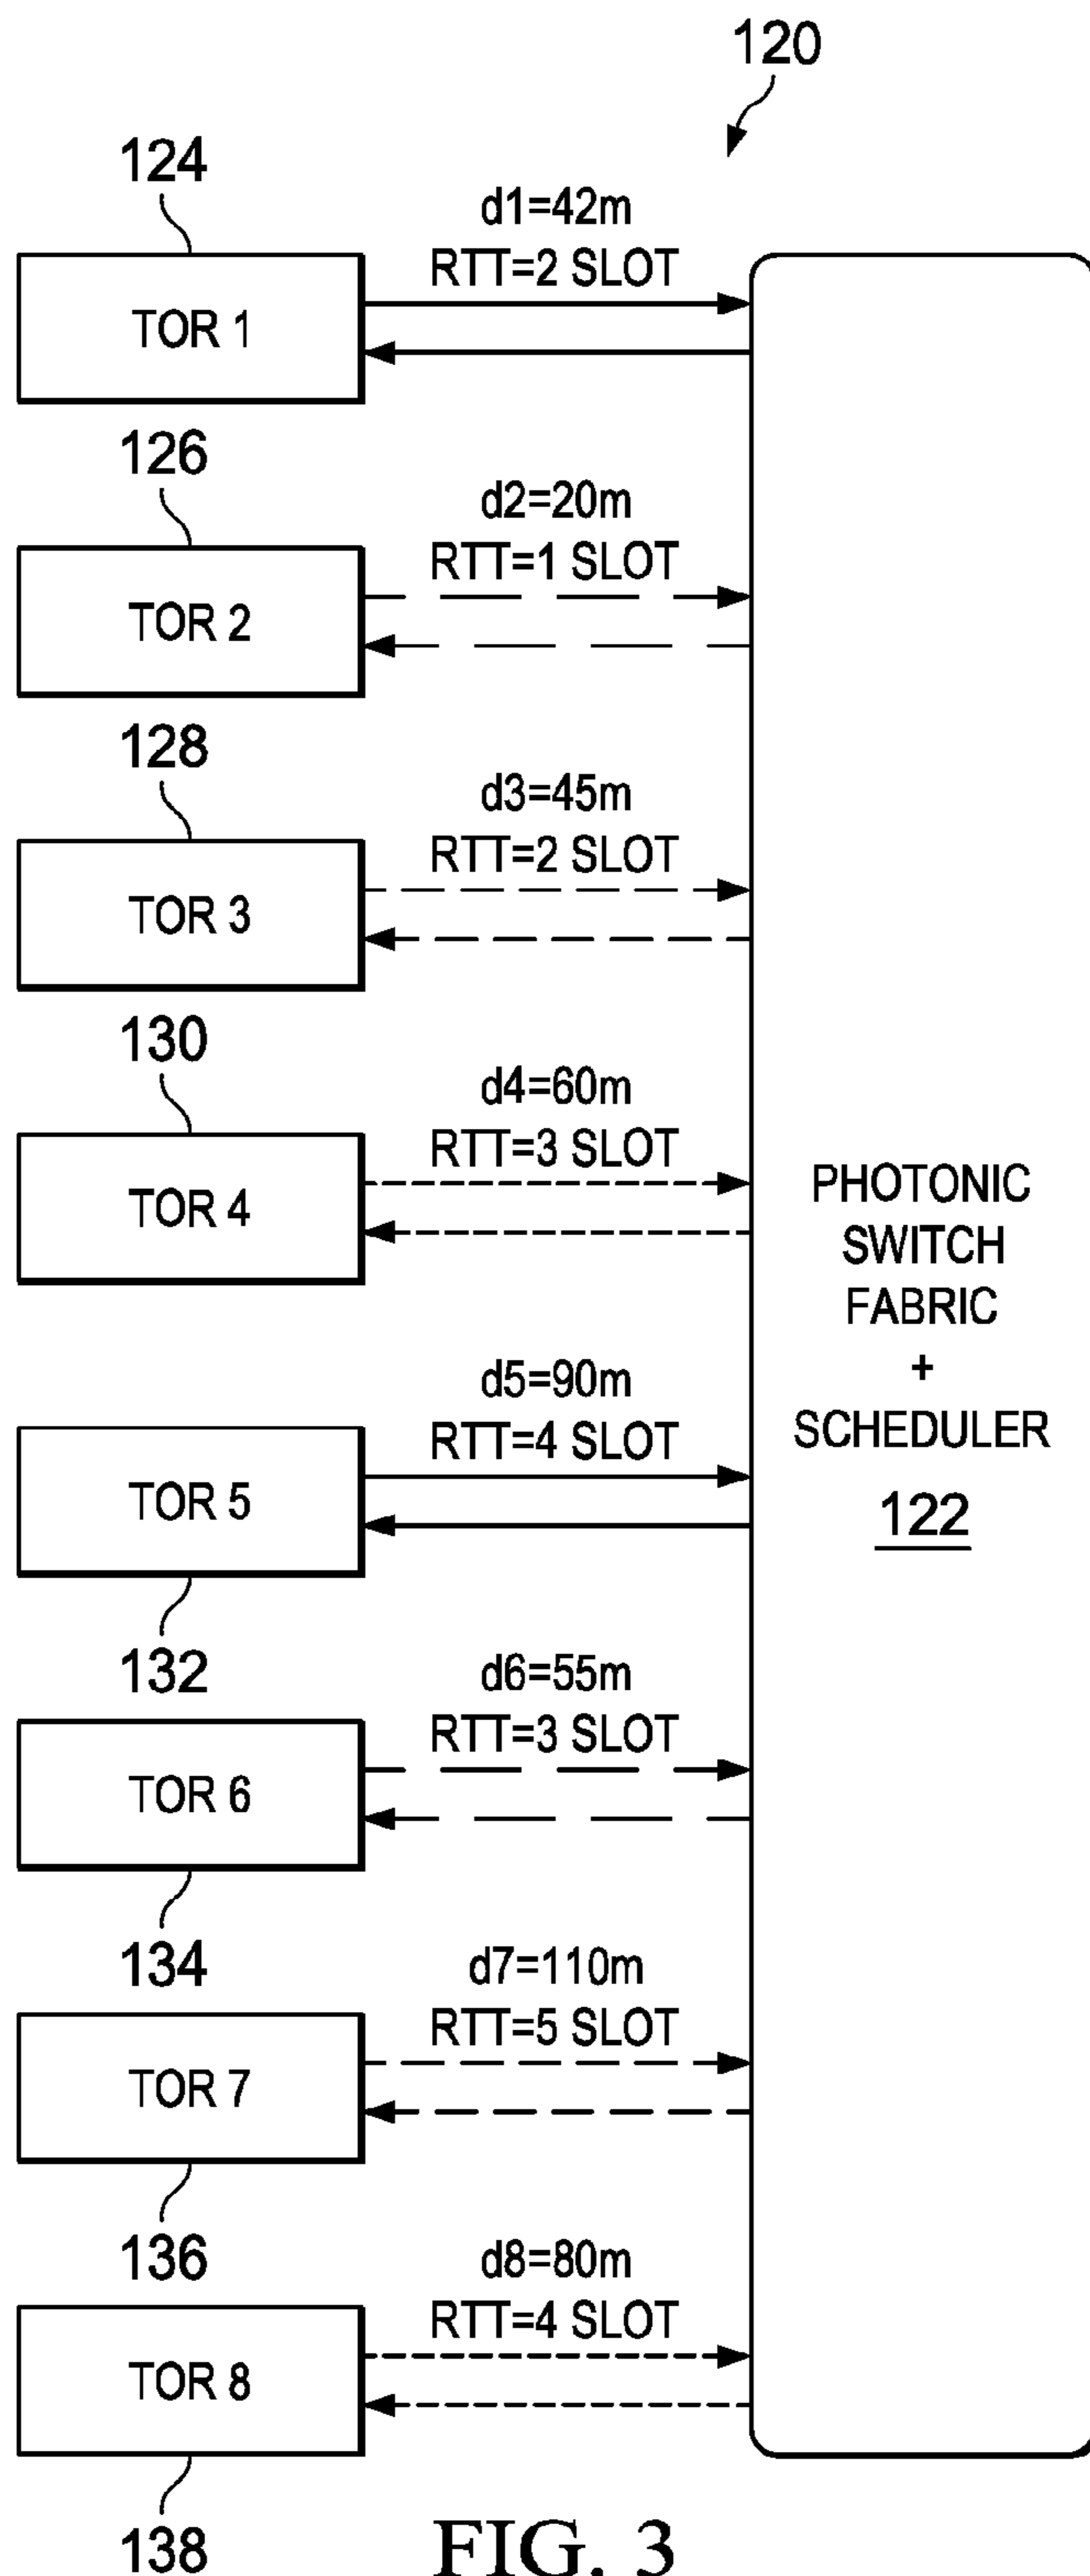 120
124
d1=42m
RTT=2 SLOT
TOR 1
126
d2=20m
RTT=1 SLOT
TOR 2
128
d3=45m
RTT=2 SLOT
TOR 3
130
d4=60m
RTT=3 SLOT
TOR 4
PHOTONIC
SWITCH
FABRIC
+
SCHEDULER
122
d5=90m
RTT=4 SLOT
TOR 5
132
d6=55m
RTT=3 SLOT
TOR 6
134
d7=110m
RTT=5 SLOT
TOR 7
136
d8=80m
RTT=4 SLOT
TOR 8
138
FIG. 3